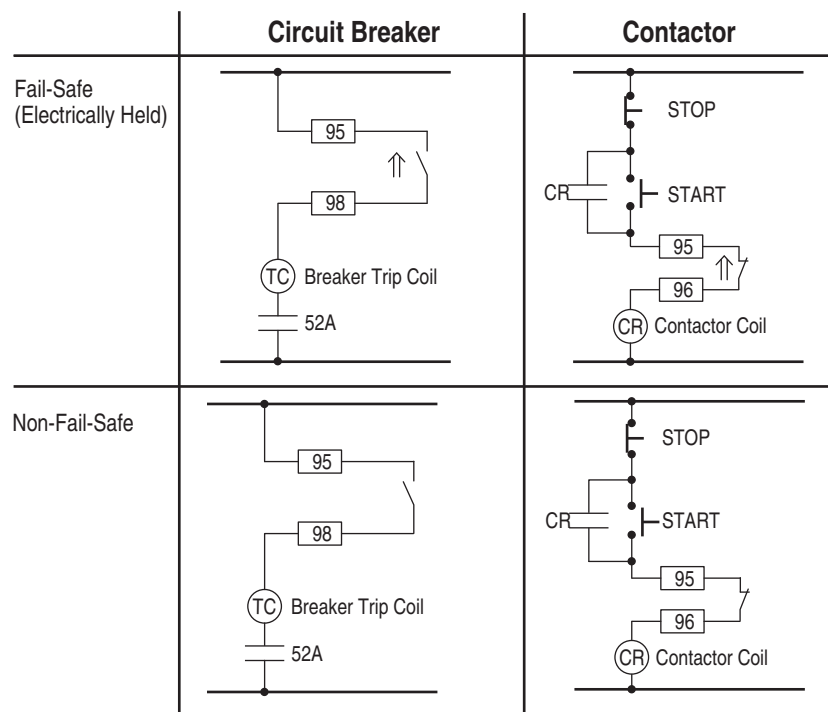 Circuit Breaker
Contactor
Fail-Safe
(Electrically Held)
95
98
TC Breaker Trip Coil
52A
STOP
CR
START
95
96
CR Contactor Coil
Non-Fail-Safe
95
98
TC Breaker Trip Coil
52A
STOP
CR
START
95
96
CR Contactor Coil